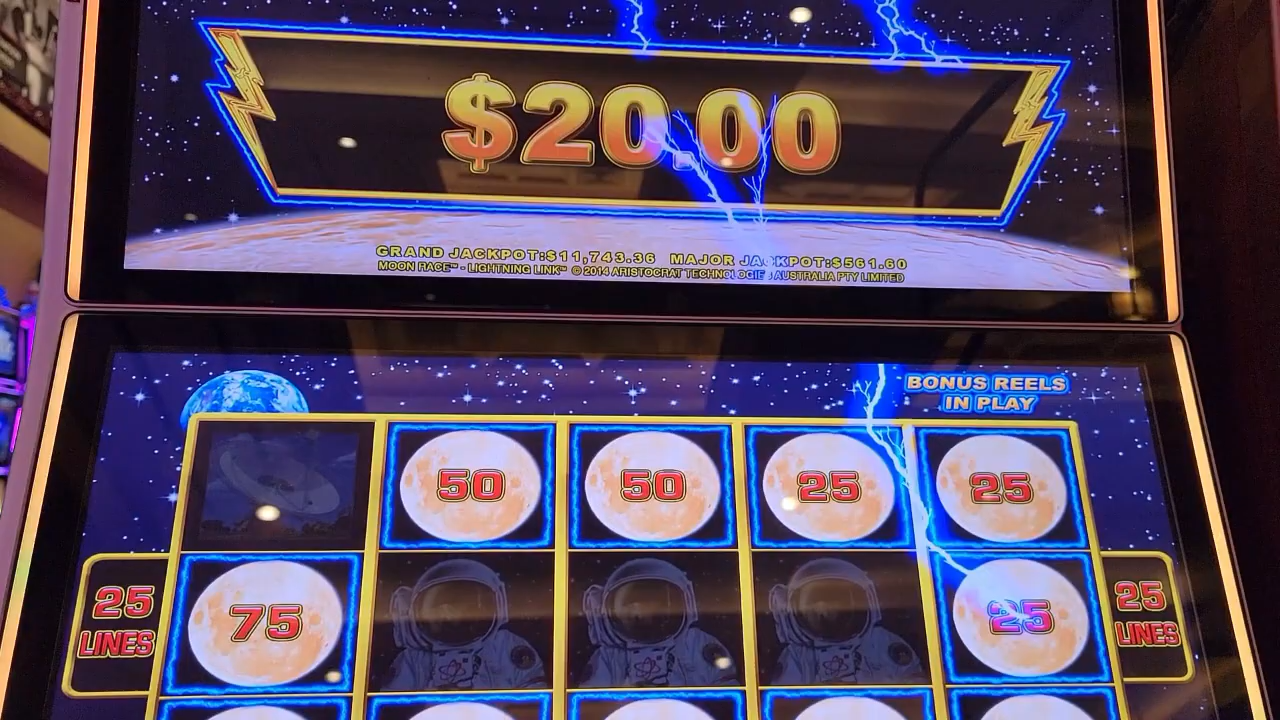 $20.00
GRAND JACKPOT:$11,743.36 MAJOR JACKPOT:$561.60
MOON RACE™ - LIGHTNING LINK™ © 2014 ARISTOCRAT TECHNOLOGIES AUSTRALIA PTY LIMITED
BONUS REELS
IN PLAY
50 50 25 25
25
LINES
75 25
25
LINES